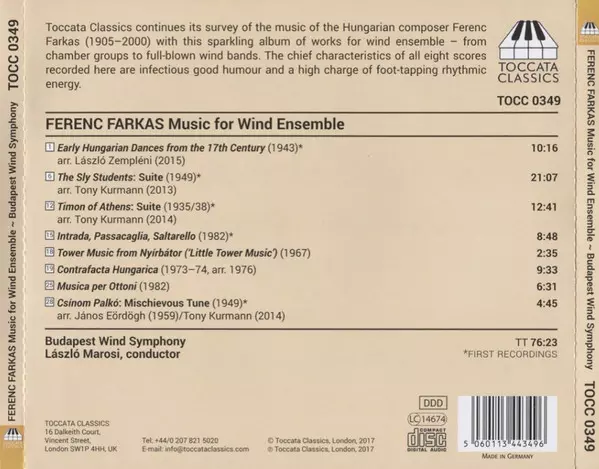 TOCC 0349
FERENC FARKAS Music for Wind Ensemble ~ Budapest Wind Symphony
Toccata Classics continues its survey of the music of the Hungarian composer Ferenc
Farkas (1905–2000) with this sparkling album of works for wind ensemble – from
chamber groups to full-blown wind bands. The chief characteristics of all eight scores
recorded here are infectious good humour and a high charge of foot-tapping rhythmic
energy.
TOCCATA
CLASSICS
TOCC 0349
FERENC FARKAS Music for Wind Ensemble
1 Early Hungarian Dances from the 17th Century (1943)* 10:16
arr. László Zempléni (2015)
6 The Sly Students: Suite (1949)* 21:07
arr. Tony Kurmann (2013)
12 Timon of Athens: Suite (1935/38)* 12:41
arr. Tony Kurmann (2014)
15 Intrada, Passacaglia, Saltarello (1982)* 8:48
18 Tower Music from Nyírbátor ('Little Tower Music') (1967) 2:35
19 Contrafacta Hungarica (1973–74, arr. 1976) 9:33
25 Musica per Ottoni (1982) 6:31
28 Csínom Palkó: Mischievous Tune (1949)* 4:45
arr. János Eördögh (1959)/Tony Kurmann (2014)
Budapest Wind Symphony TT 76:23
László Marosi, conductor *FIRST RECORDINGS
TOCCATA CLASSICS
16 Dalkeith Court,
Vincent Street,
London SW1P 4HH, UK
Tel: +44/0 207 821 5020
E-mail: info@toccataclassics.com
© Toccata Classics, London, 2017
℗ Toccata Classics, London, 2017
DDD
LC 14674
COMPACT
disc
DIGITAL AUDIO
5 060113 443496
MADE IN GERMANY
FERENC FARKAS Music for Wind Ensemble ~ Budapest Wind Symphony
TOCC 0349